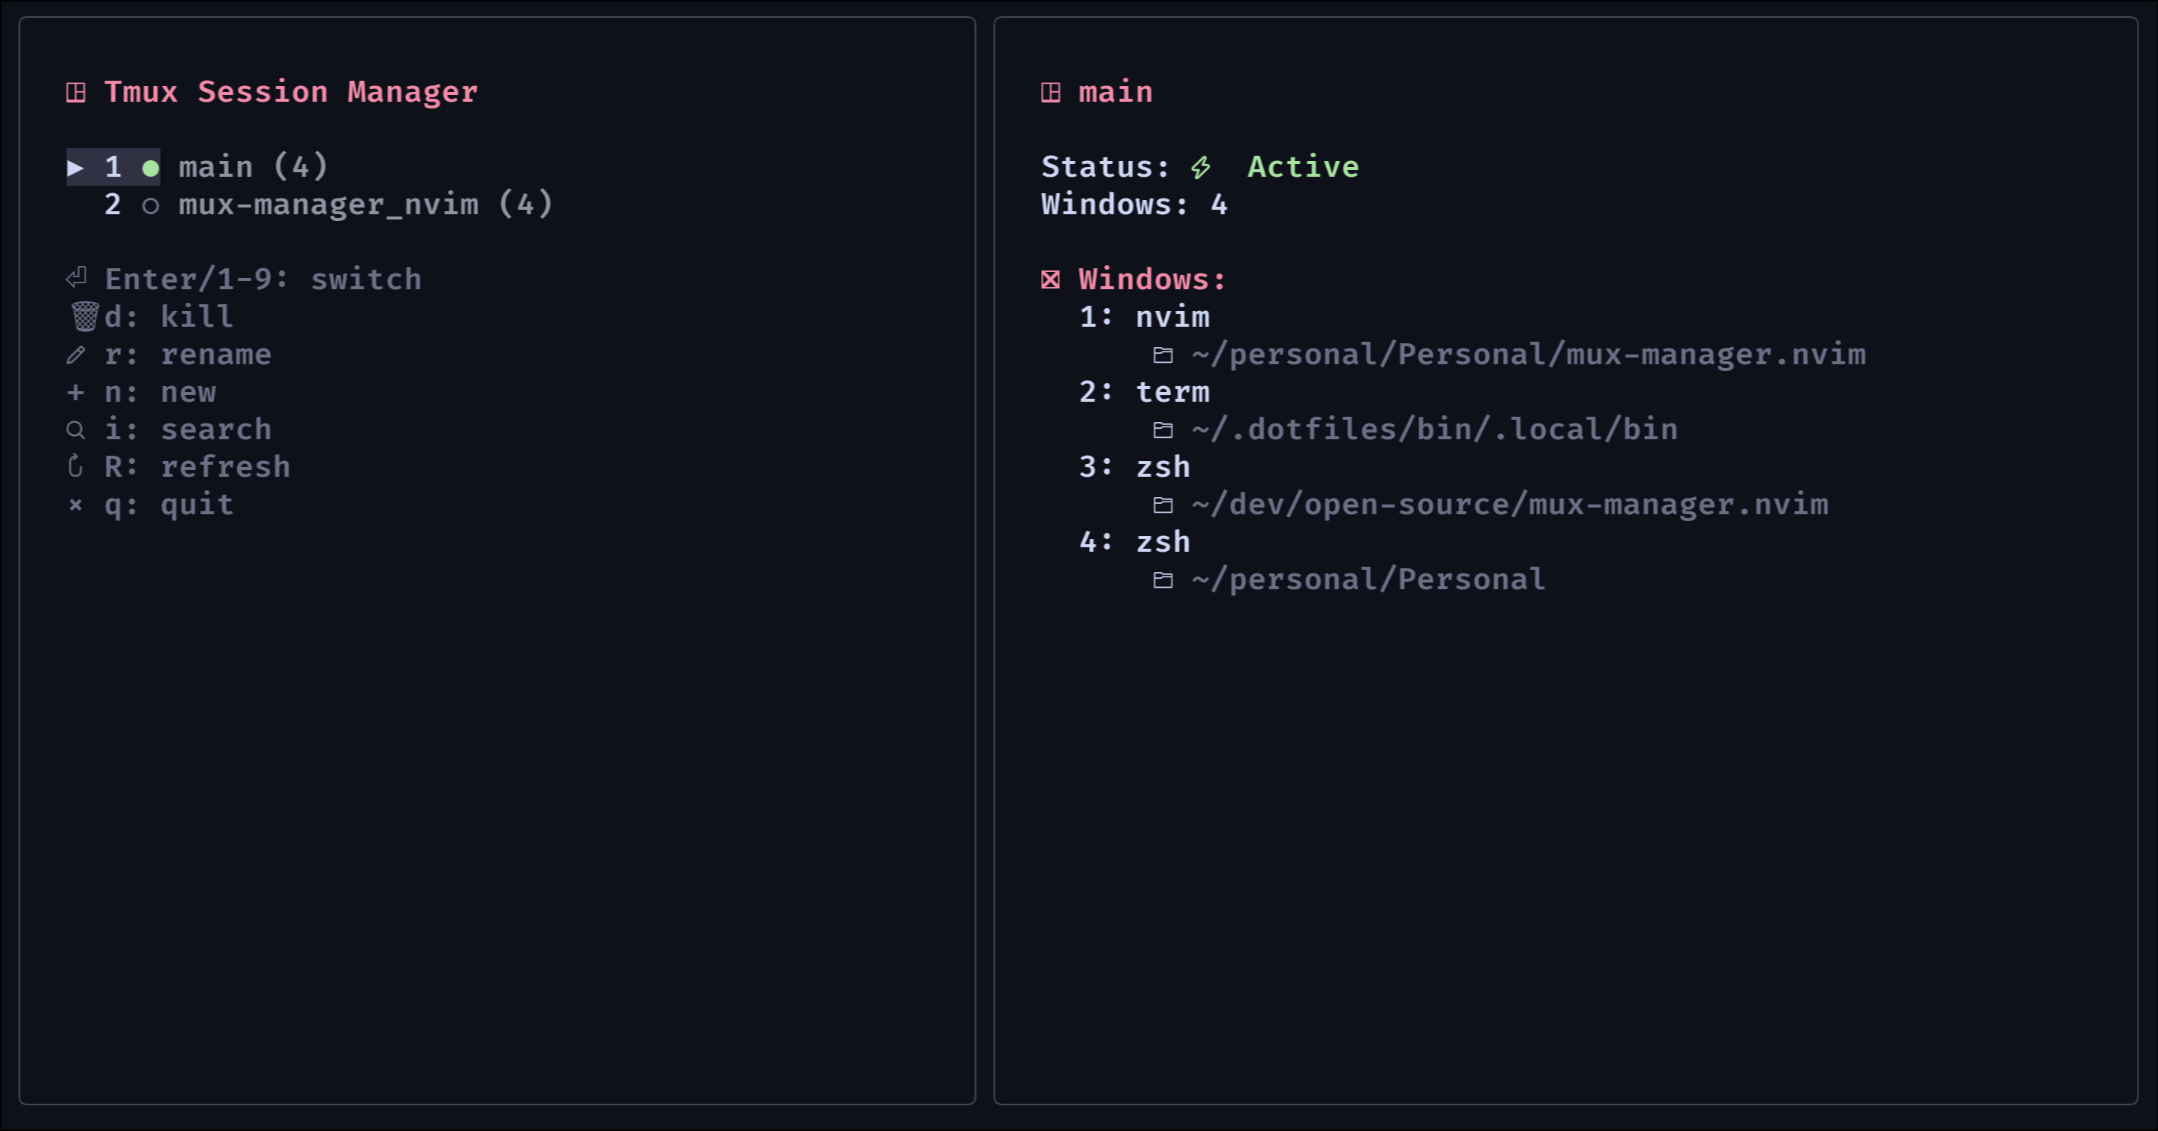 Tmux Session Manager
▶ 1 ● main (4)
2 ○ mux-manager_nvim (4)
Enter/1-9: switch
d: kill
r: rename
+ n: new
i: search
R: refresh
× q: quit
main
Status: Active
Windows: 4
Windows:
1: nvim
~/personal/Personal/mux-manager.nvim
2: term
~/.dotfiles/bin/.local/bin
3: zsh
~/dev/open-source/mux-manager.nvim
4: zsh
~/personal/Personal